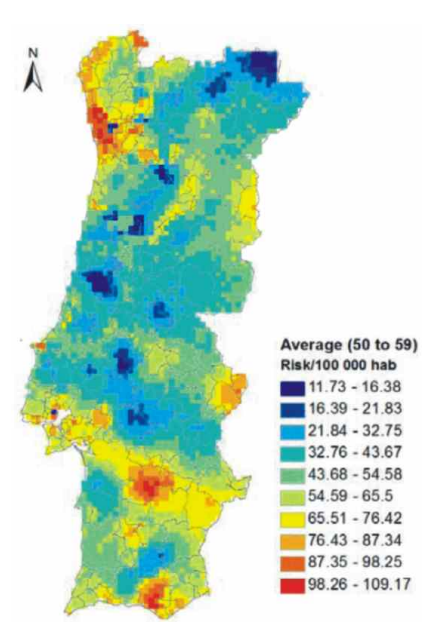 N
Average (50 to 59)
Risk/100 000 hab
11.73 - 16.38
16.39 - 21.83
21.84 - 32.75
32.76 - 43.67
43.68 - 54.58
54.59 - 65.5
65.51 - 76.42
76.43 - 87.34
87.35 - 98.25
98.26 - 109.17